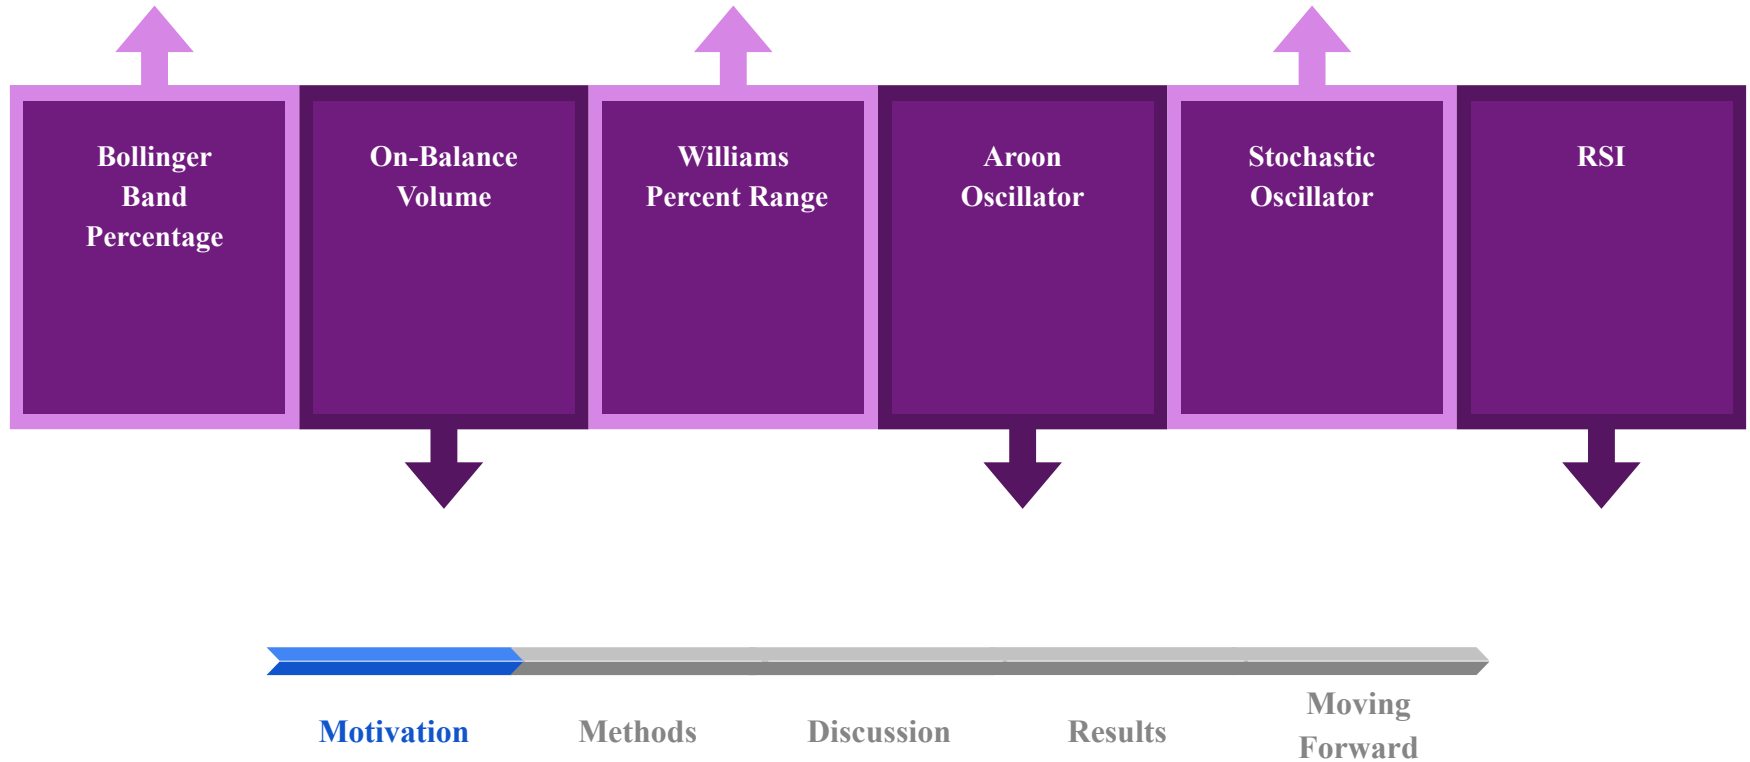 Bollinger
Band
Percentage
On-Balance
Volume
Williams
Percent Range
Aroon
Oscillator
Stochastic
Oscillator
RSI
Motivation
Methods
Discussion
Results
Moving
Forward